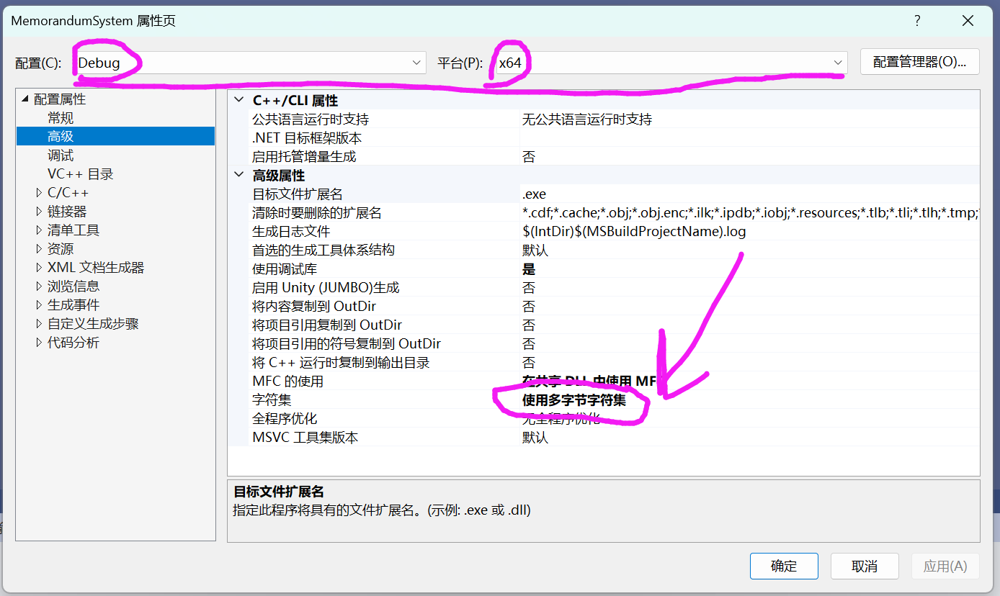 MemorandumSystem 属性页
配置(C): Debug 平台(P): x64 配置管理器(O)...
配置属性
常规
高级
调试
VC++ 目录
C/C++
链接器
清单工具
资源
XML 文档生成器
浏览信息
生成事件
自定义生成步骤
代码分析
C++/CLI 属性
公共语言运行时支持 无公共语言运行时支持
.NET 目标框架版本
启用托管增量生成 否
高级属性
目标文件扩展名 .exe
清除时要删除的扩展名 *.cdf;*.cache;*.obj;*.obj.enc;*.ilk;*.ipdb;*.iobj;*.resources;*.tlb;*.tli;*.tlh;*.tmp;
生成日志文件 $(IntDir)$(MSBuildProjectName).log
首选的生成工具体系结构 默认
使用调试库 是
启用 Unity (JUMBO)生成 否
将内容复制到 OutDir 否
将项目引用复制到 OutDir 否
将项目引用的符号复制到 OutDir 否
将 C++ 运行时复制到输出目录 否
MFC 的使用 在共享 DLL 中使用 MF
字符集 使用多字节字符集
全程序优化 无全程序优化
MSVC 工具集版本 默认
目标文件扩展名
指定此程序将具有的文件扩展名。(示例: .exe 或 .dll)
确定 取消 应用(A)